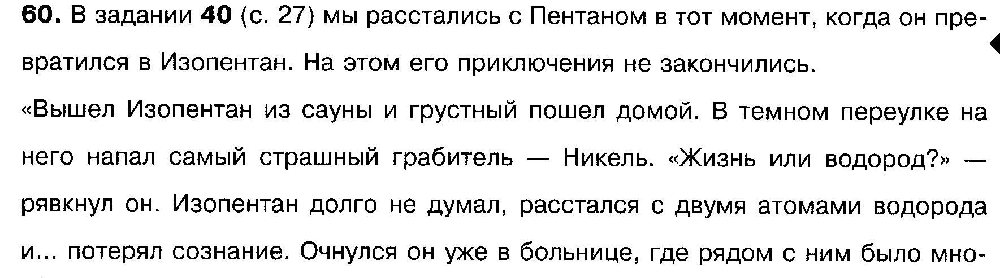 60. В задании 40 (с. 27) мы расстались с Пентаном в тот момент, когда он пре-
вратился в Изопентан. На этом его приключения не закончились.
«Вышел Изопентан из сауны и грустный пошел домой. В темном переулке на
него напал самый страшный грабитель — Никель. «Жизнь или водород?» —
рявкнул он. Изопентан долго не думал, расстался с двумя атомами водорода
и... потерял сознание. Очнулся он уже в больнице, где рядом с ним было мно-